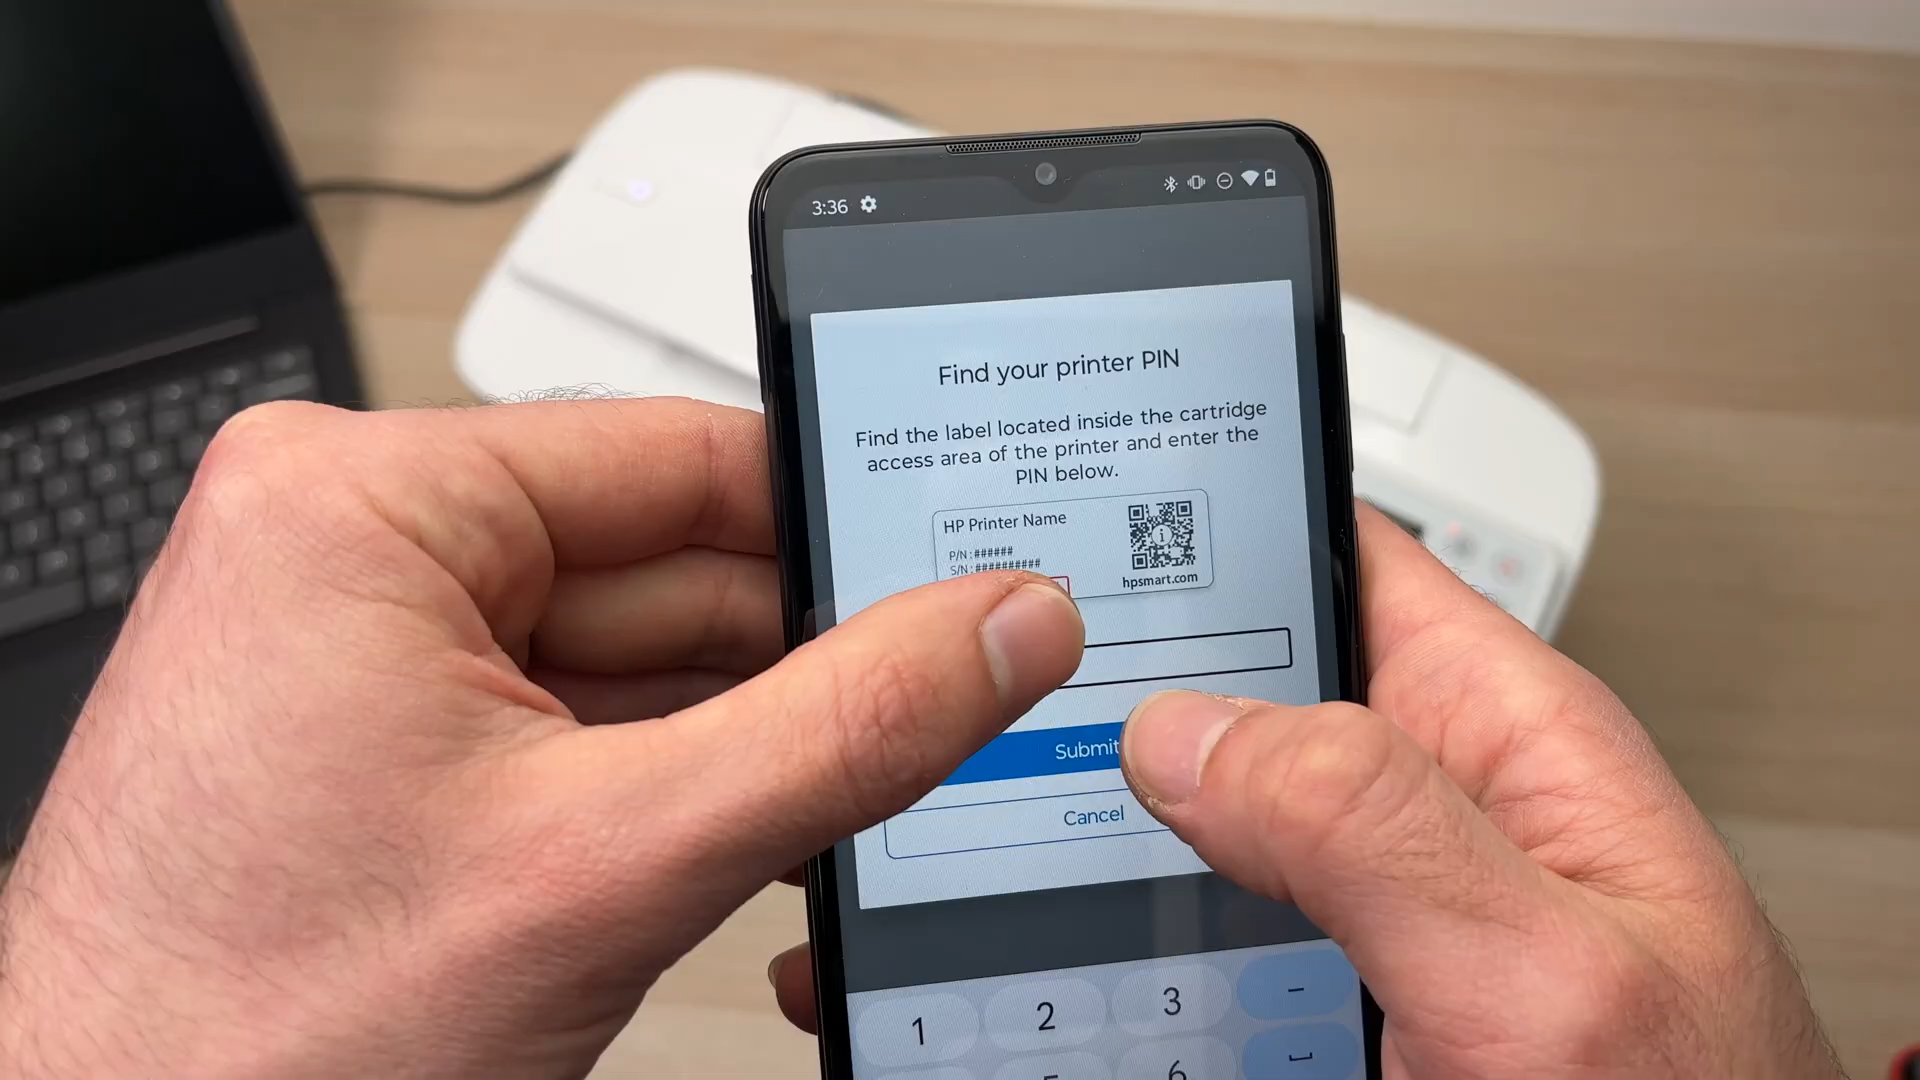 3:36
Find your printer PIN
Find the label located inside the cartridge
access area of the printer and enter the
PIN below.
HP Printer Name
P/N : ######
S/N : ##########
hpsmart.com
Submit
Cancel
1 2 3 –
6